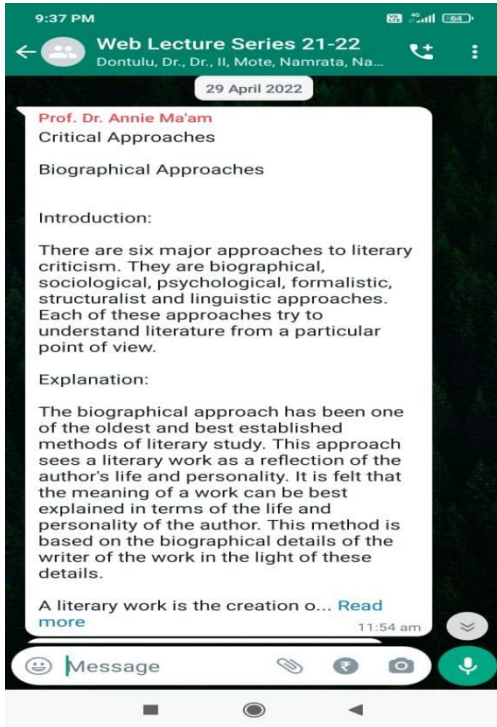 9:37 PM 4G 64
Web Lecture Series 21-22
Dontulu, Dr., Dr., II, Mote, Namrata, Na...
29 April 2022
Prof. Dr. Annie Ma'am
Critical Approaches
Biographical Approaches
Introduction:
There are six major approaches to literary
criticism. They are biographical,
sociological, psychological, formalistic,
structuralist and linguistic approaches.
Each of these approaches try to
understand literature from a particular
point of view.
Explanation:
The biographical approach has been one
of the oldest and best established
methods of literary study. This approach
sees a literary work as a reflection of the
author's life and personality. It is felt that
the meaning of a work can be best
explained in terms of the life and
personality of the author. This method is
based on the biographical details of the
writer of the work in the light of these
details.
A literary work is the creation o... Read
more
11:54 am
Message